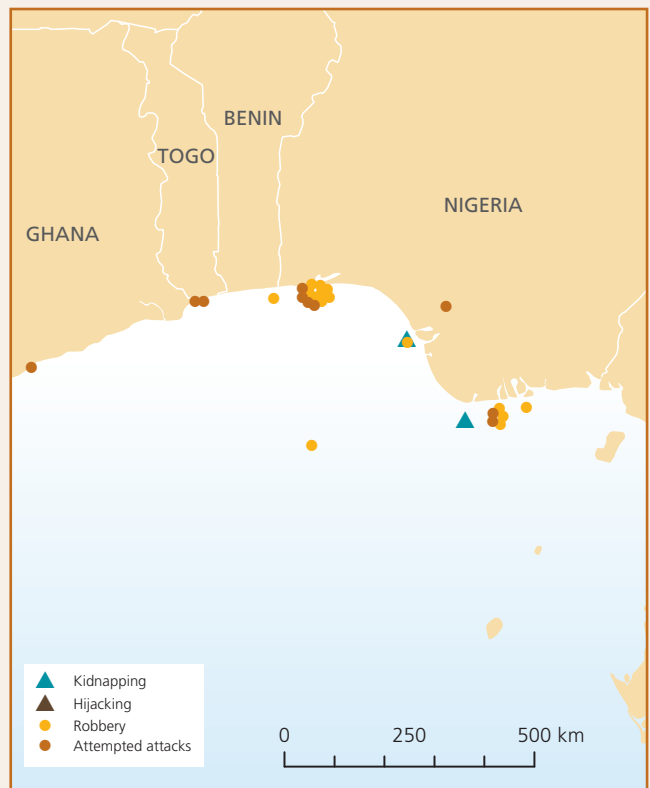 BENIN
TOGO
NIGERIA
GHANA
Kidnapping
Hijacking
Robbery
Attempted attacks
0 250 500 km